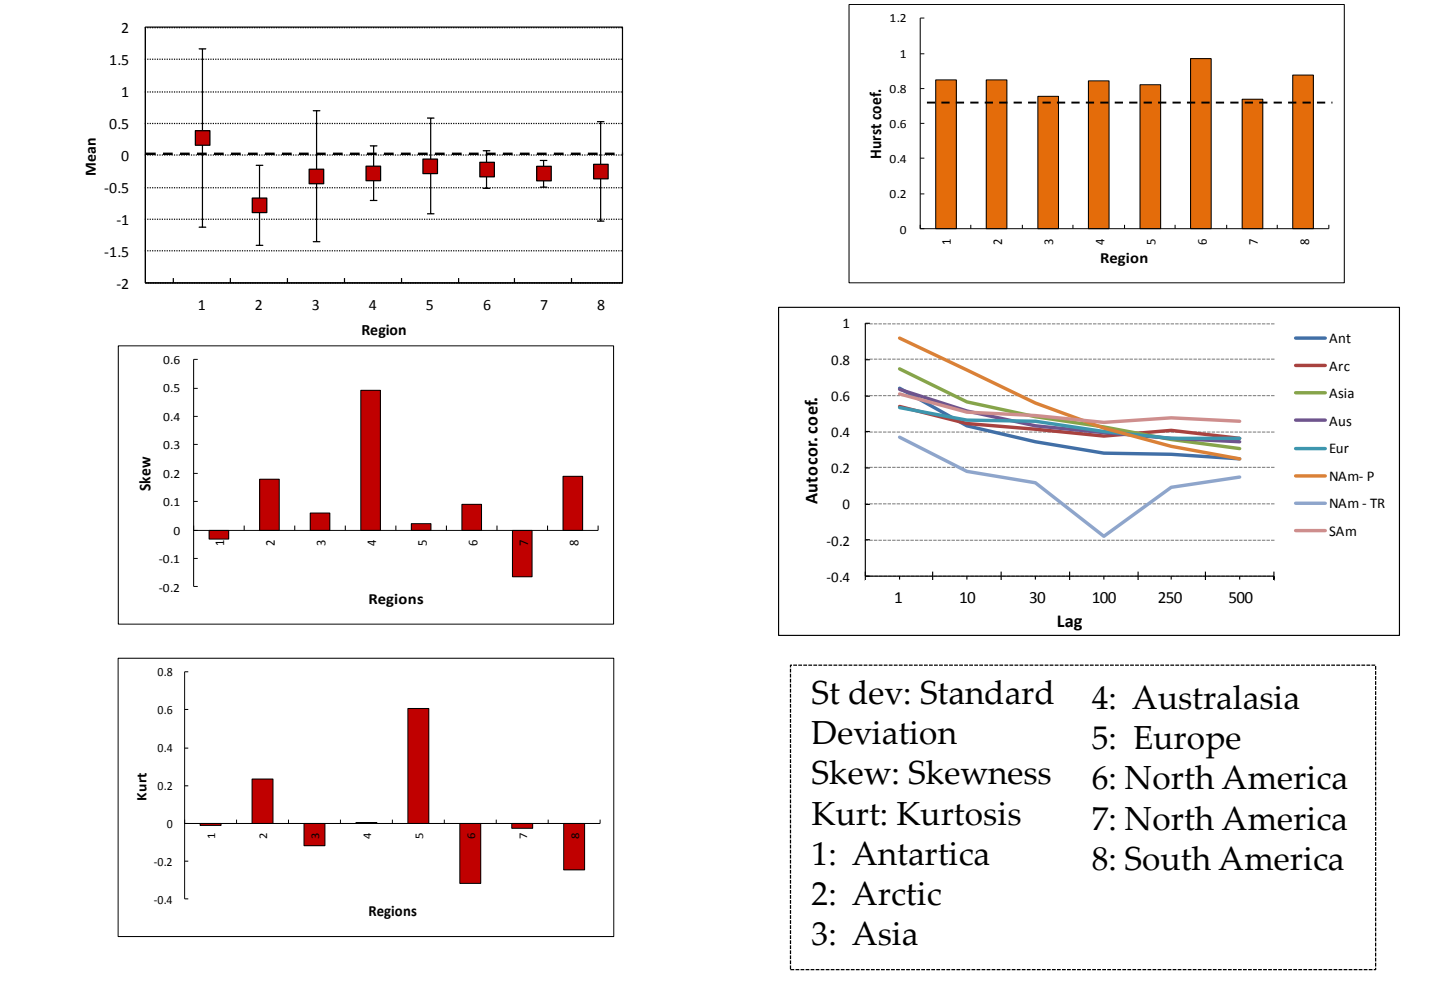 2
1.5
1
0.5
0
-0.5
-1
-1.5
-2
Mean
1 2 3 4 5 6 7 8
Region
0.6
0.5
0.4
0.3
0.2
0.1
0
-0.1
-0.2
Skew
1 2 3 4 5 6 7 8
Regions
0.8
0.6
0.4
0.2
0
-0.2
-0.4
Kurt
1 2 3 4 5 6 7 8
Regions
1.2
1
0.8
0.6
0.4
0.2
0
Hurst coef.
1 2 3 4 5 6 7 8
Region
1
0.8
0.6
0.4
0.2
0
-0.2
-0.4
Autocor. coef.
1 10 30 100 250 500
Lag
Ant
Arc
Asia
Aus
Eur
NAm- P
NAm - TR
SAm
St dev: Standard
Deviation
Skew: Skewness
Kurt: Kurtosis
1: Antartica
2: Arctic
3: Asia
4: Australasia
5: Europe
6: North America
7: North America
8: South America